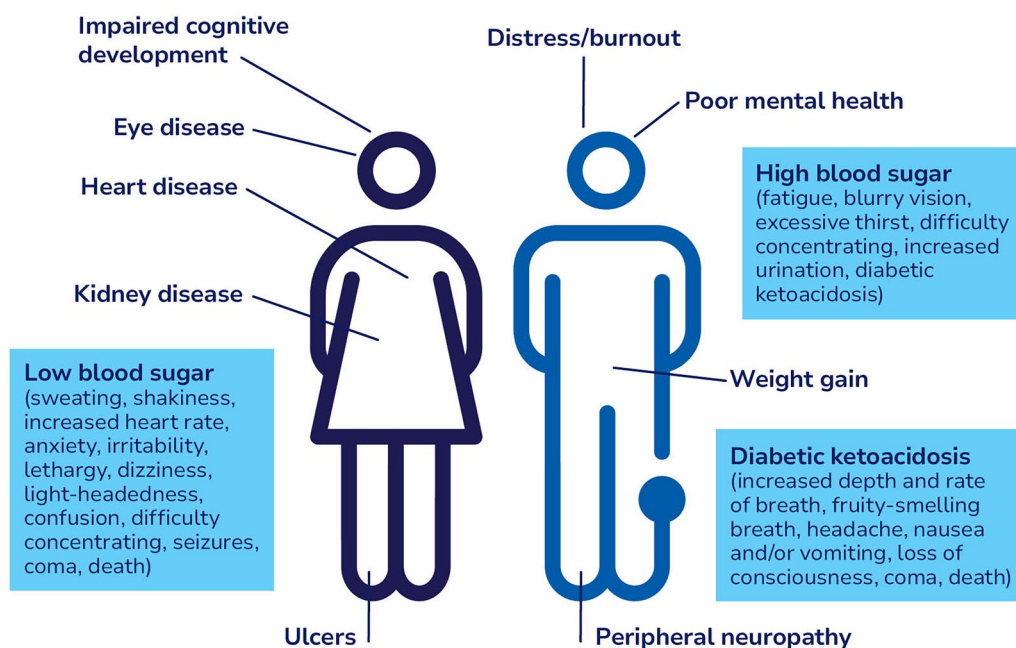 Impaired cognitive
development
Distress/burnout
Poor mental health
Eye disease
Heart disease
Kidney disease
High blood sugar
(fatigue, blurry vision,
excessive thirst, difficulty
concentrating, increased
urination, diabetic
ketoacidosis)
Low blood sugar
(sweating, shakiness,
increased heart rate,
anxiety, irritability,
lethargy, dizziness,
light-headedness,
confusion, difficulty
concentrating, seizures,
coma, death)
Weight gain
Diabetic ketoacidosis
(increased depth and rate
of breath, fruity-smelling
breath, headache, nausea
and/or vomiting, loss of
consciousness, coma, death)
Ulcers
Peripheral neuropathy